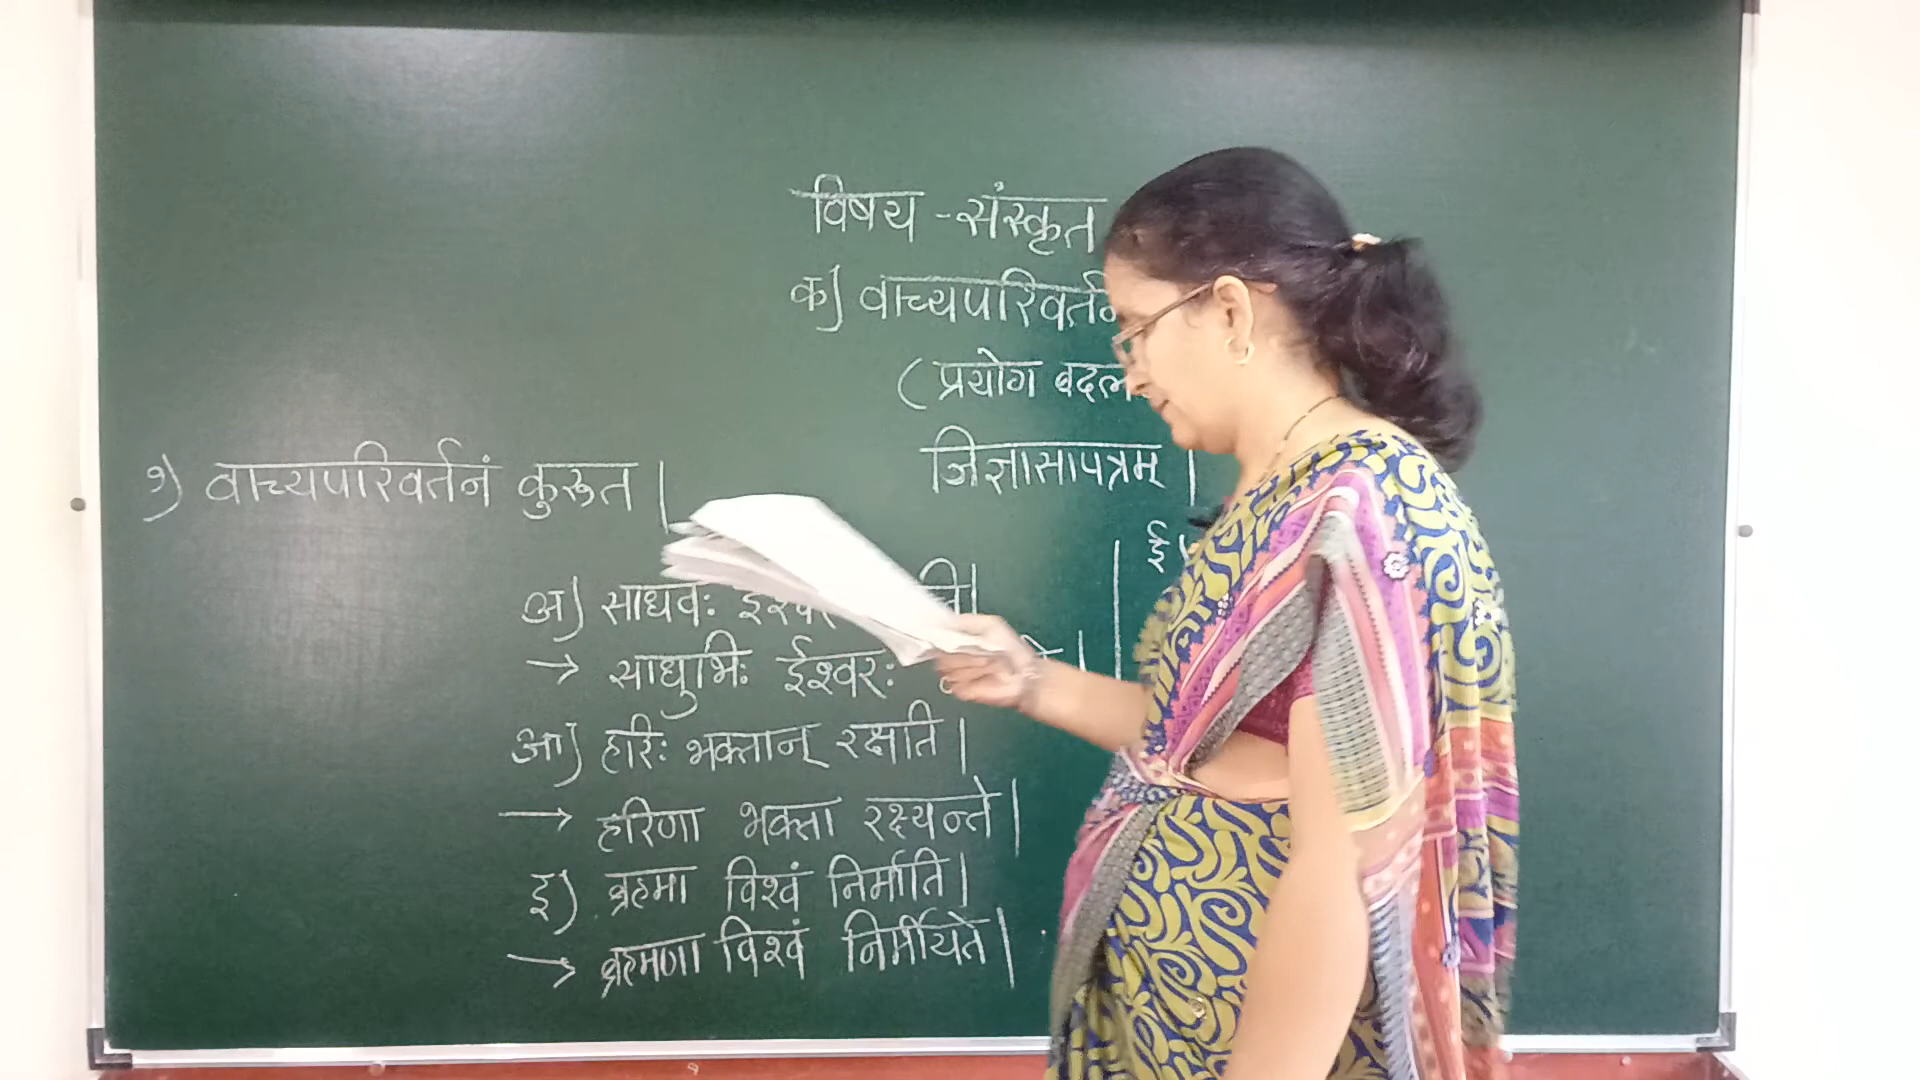 विषय - संस्कृत
क) वाच्यपरिवर्तन
(प्रयोग बदल
जिज्ञासापत्रम् |
१) वाच्यपरिवर्तनं कुरूत |
ई)
अ) साधवः
→ साधुभिः ईश्वरः
आ) हरिः भक्तान् रक्षति |
→ हरिणा भक्ता रक्ष्यन्ते |
इ) ब्रह्मा विश्वं निर्माति |
→ ब्रह्मणा विश्वं निर्मीयते |